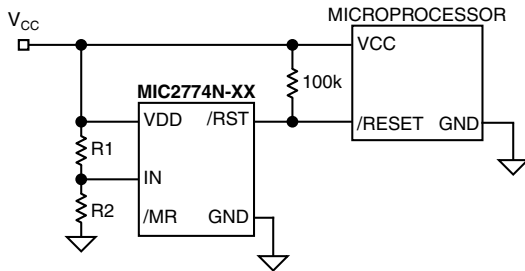 VCC
MICROPROCESSOR
VCC
100k
MIC2774N-XX
VDD
/RST
/RESET
GND
R1
IN
R2
/MR
GND